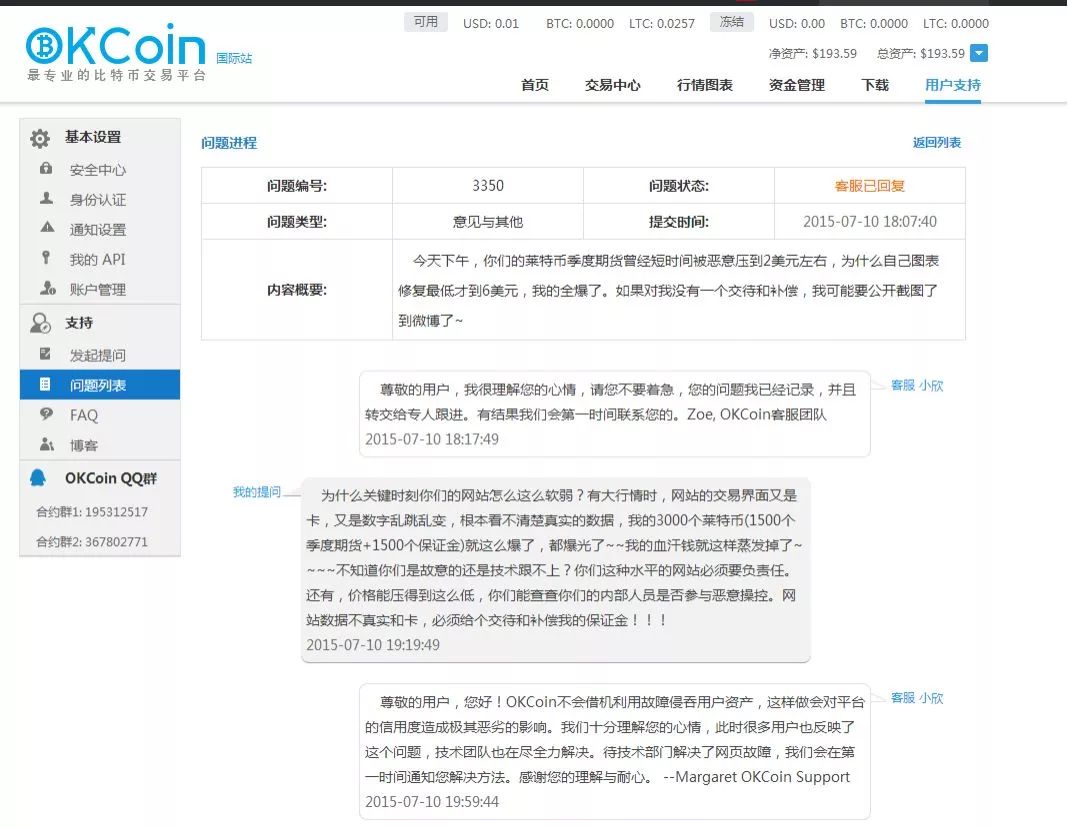 可用 USD: 0.01 BTC: 0.0000 LTC: 0.0257 冻结 USD: 0.00 BTC: 0.0000 LTC: 0.0000
OKCoin 国际站
最专业的比特币交易平台
净资产: $193.59 总资产: $193.59
首页 交易中心 行情图表 资金管理 下载 用户支持
基本设置
安全中心
身份认证
通知设置
我的 API
账户管理
支持
发起提问
问题列表
FAQ
博客
OKCoin QQ群
合约群1: 195312517
合约群2: 367802771
问题进程 返回列表
问题编号: 3350 问题状态: 客服已回复
问题类型: 意见与其他 提交时间: 2015-07-10 18:07:40
内容概要:
今天下午，你们的莱特币季度期货曾经短时间被恶意压到2美元左右，为什么自己图表
修复最低才到6美元，我的全爆了。如果对我没有一个交待和补偿，我可能要公开截图了
到微博了~
客服 小欣
尊敬的用户，我很理解您的心情，请您不要着急，您的问题我已经记录，并且
转交给专人跟进。有结果我们会第一时间联系您的。Zoe, OKCoin客服团队
2015-07-10 18:17:49
我的提问
为什么关键时刻你们的网站怎么这么软弱？有大行情时，网站的交易界面又是
卡，又是数字乱跳乱变，根本看不清楚真实的数据，我的3000个莱特币(1500个
季度期货+1500个保证金)就这么爆了，都爆光了~~我的血汗钱就这样蒸发掉了~
~~~不知道你们是故意的还是技术跟不上？你们这种水平的网站必须要负责任。
还有，价格能压得到这么低，你们能查查你们的内部人员是否参与恶意操控。网
站数据不真实和卡，必须给个交待和补偿我的保证金！！！
2015-07-10 19:19:49
客服 小欣
尊敬的用户，您好！OKCoin不会借机利用故障侵吞用户资产，这样做会对平台
的信用度造成极其恶劣的影响。我们十分理解您的心情，此时很多用户也反映了
这个问题，技术团队也在尽全力解决。待技术部门解决了网页故障，我们会在第
一时间通知您解决方法。感谢您的理解与耐心。 --Margaret OKCoin Support
2015-07-10 19:59:44